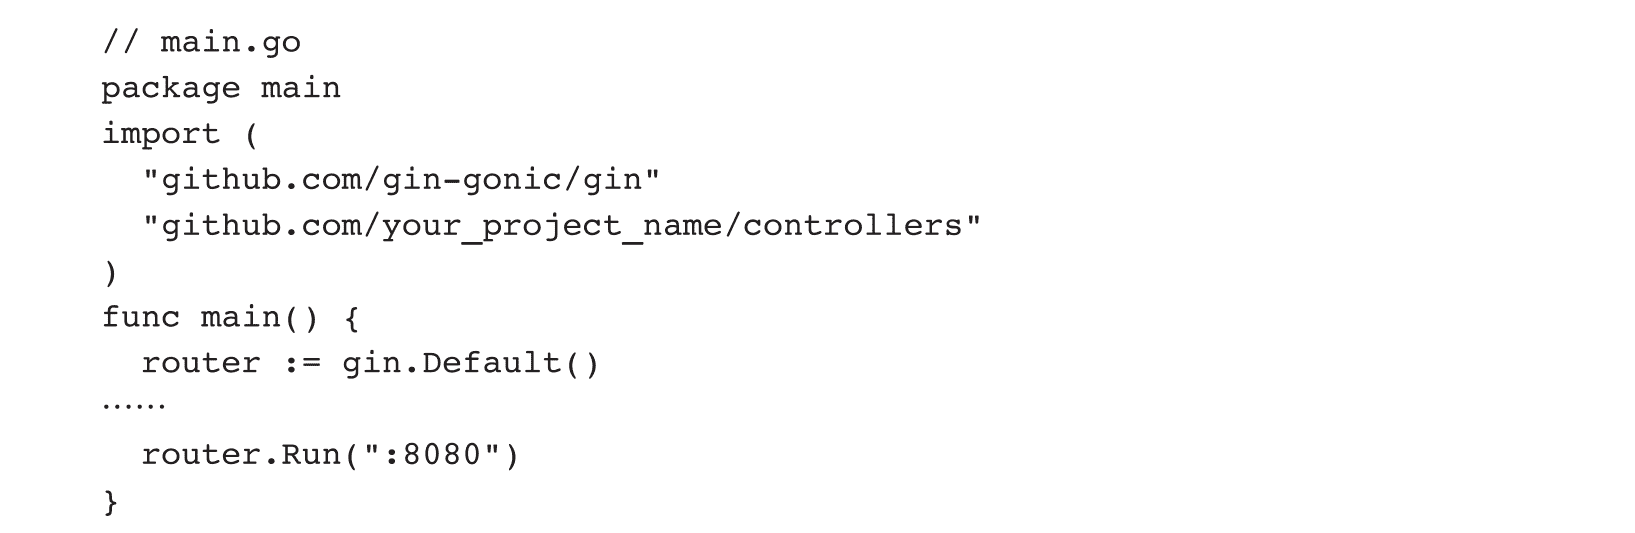 // main.go
package main
import (
  "github.com/gin-gonic/gin"
  "github.com/your_project_name/controllers"
)
func main() {
  router := gin.Default()
……
  router.Run(":8080")
}